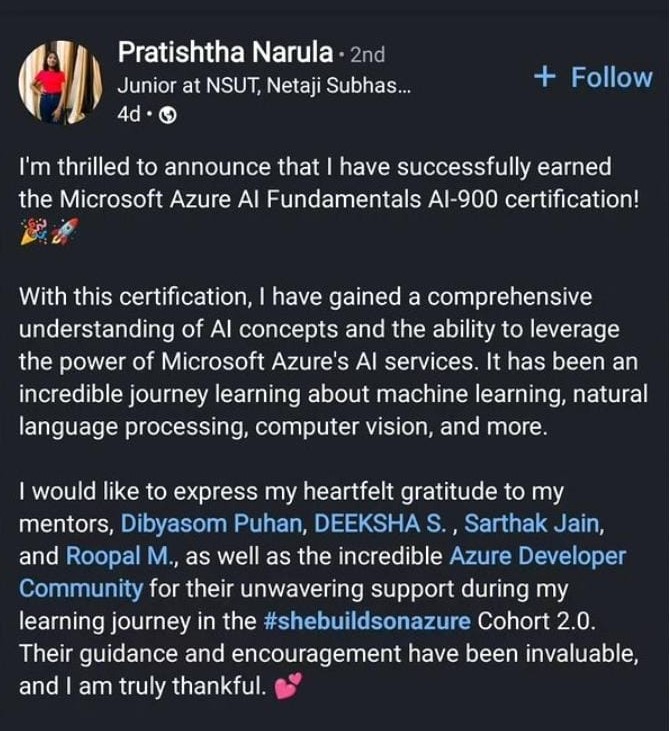 Pratishtha Narula · 2nd
Junior at NSUT, Netaji Subhas...
4d ·
+ Follow
I'm thrilled to announce that I have successfully earned
the Microsoft Azure AI Fundamentals AI-900 certification!
🎉🚀
With this certification, I have gained a comprehensive
understanding of AI concepts and the ability to leverage
the power of Microsoft Azure's AI services. It has been an
incredible journey learning about machine learning, natural
language processing, computer vision, and more.
I would like to express my heartfelt gratitude to my
mentors, Dibyasom Puhan, DEEKSHA S. , Sarthak Jain,
and Roopal M., as well as the incredible Azure Developer
Community for their unwavering support during my
learning journey in the #shebuildsonazure Cohort 2.0.
Their guidance and encouragement have been invaluable,
and I am truly thankful. 💕